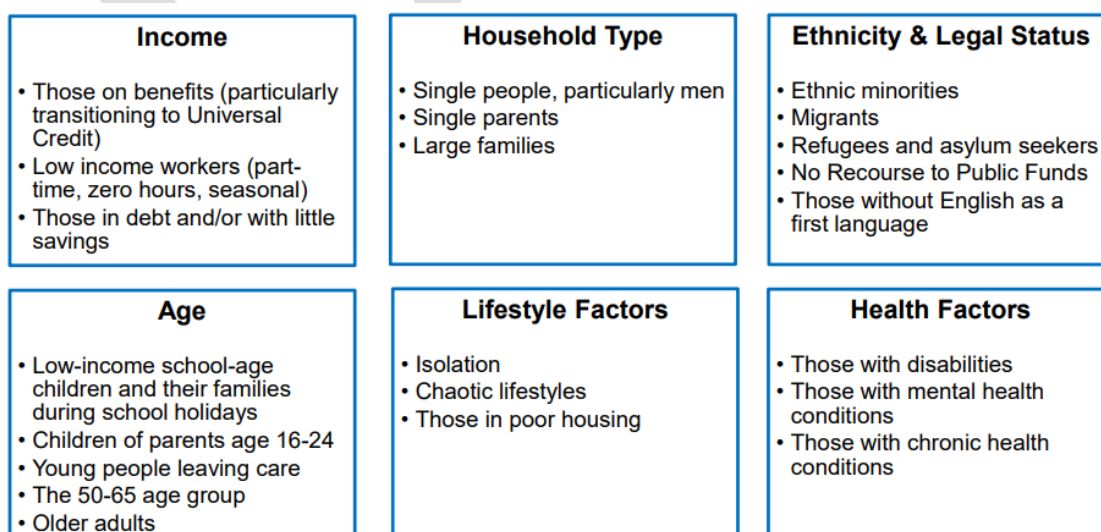 Income
• Those on benefits (particularly
transitioning to Universal
Credit)
• Low income workers (part-
time, zero hours, seasonal)
• Those in debt and/or with little
savings
Household Type
• Single people, particularly men
• Single parents
• Large families
Ethnicity & Legal Status
• Ethnic minorities
• Migrants
• Refugees and asylum seekers
• No Recourse to Public Funds
• Those without English as a
first language
Age
• Low-income school-age
children and their families
during school holidays
• Children of parents age 16-24
• Young people leaving care
• The 50-65 age group
• Older adults
Lifestyle Factors
• Isolation
• Chaotic lifestyles
• Those in poor housing
Health Factors
• Those with disabilities
• Those with mental health
conditions
• Those with chronic health
conditions